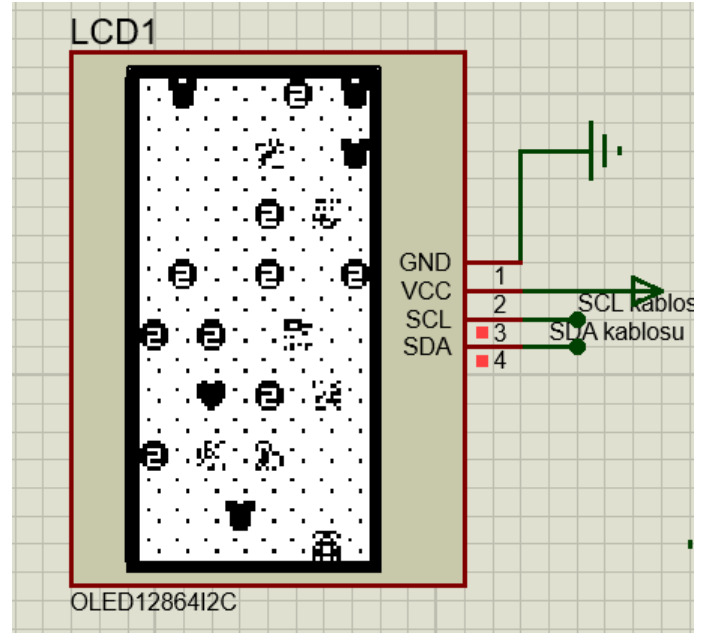 LCD1
GND
1
VCC
2
SCL kablos
SCL
3
SDA kablosu
SDA
4
OLED12864I2C